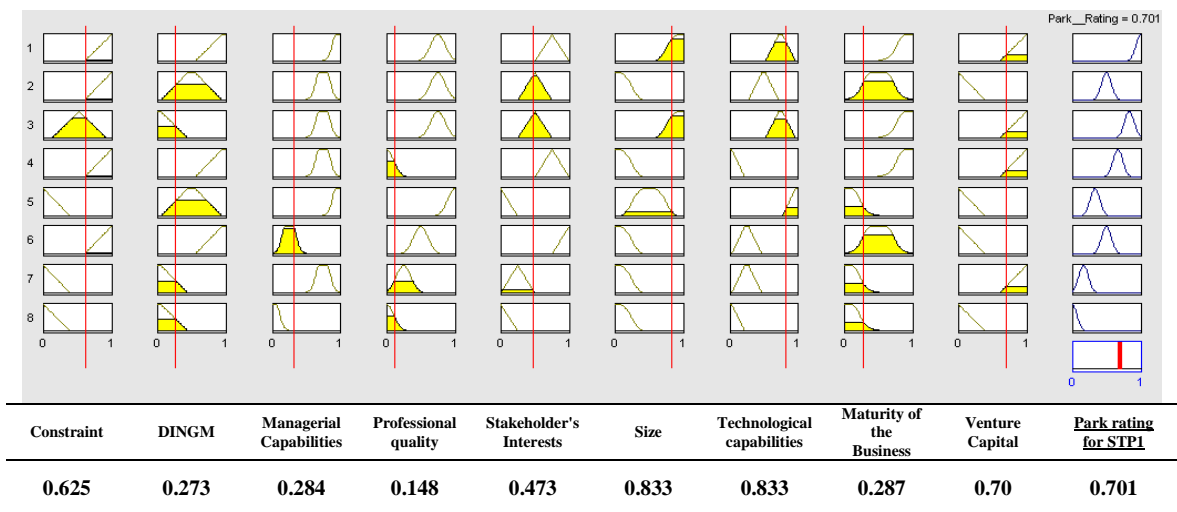 Park__Rating = 0.701
1
2
3
4
5
6
7
8
0 1 0 1 0 1 0 1 0 1 0 1 0 1 0 1 0 1
0 1
Constraint DINGM Managerial Capabilities Professional quality Stakeholder's Interests Size Technological capabilities Maturity of the Business Venture Capital Park rating for STP1
0.625 0.273 0.284 0.148 0.473 0.833 0.833 0.287 0.70 0.701